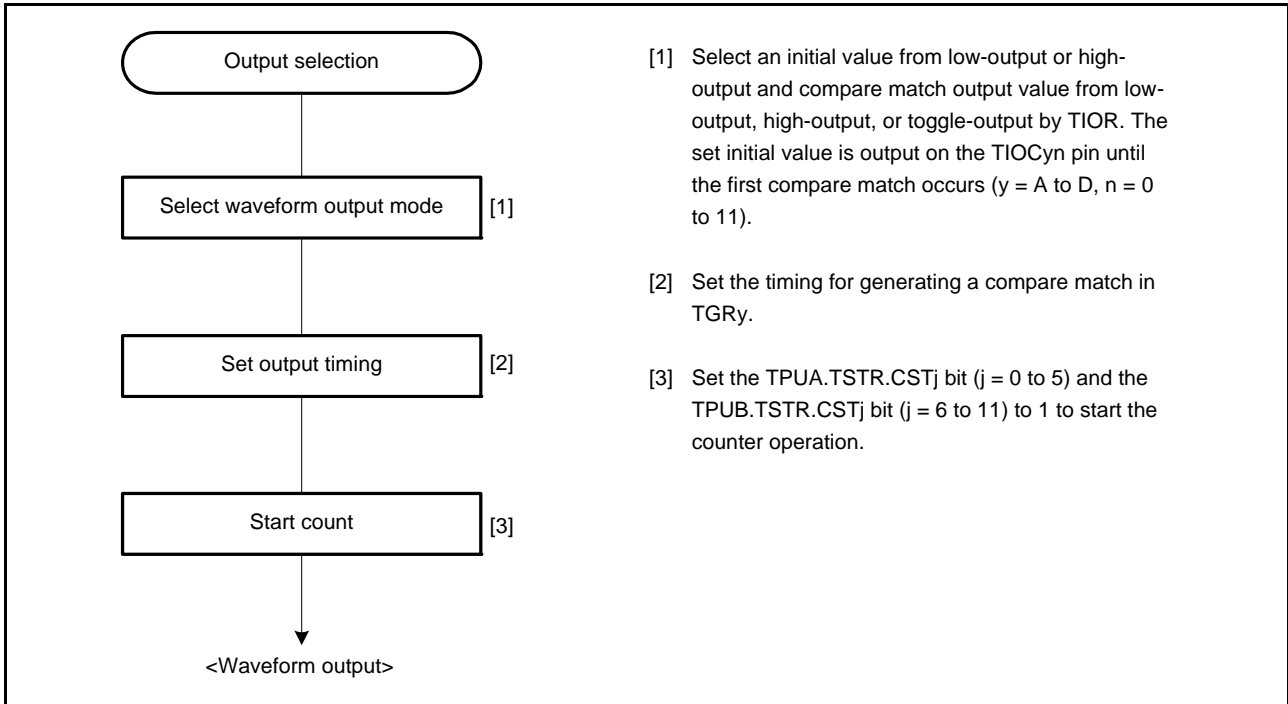 Output selection
Select waveform output mode
[1]
Set output timing
[2]
Start count
[3]
<Waveform output>
[1] Select an initial value from low-output or high-
output and compare match output value from low-
output, high-output, or toggle-output by TIOR. The
set initial value is output on the TIOCyn pin until
the first compare match occurs (y = A to D, n = 0
to 11).
[2] Set the timing for generating a compare match in
TGRy.
[3] Set the TPUA.TSTR.CSTj bit (j = 0 to 5) and the
TPUB.TSTR.CSTj bit (j = 6 to 11) to 1 to start the
counter operation.